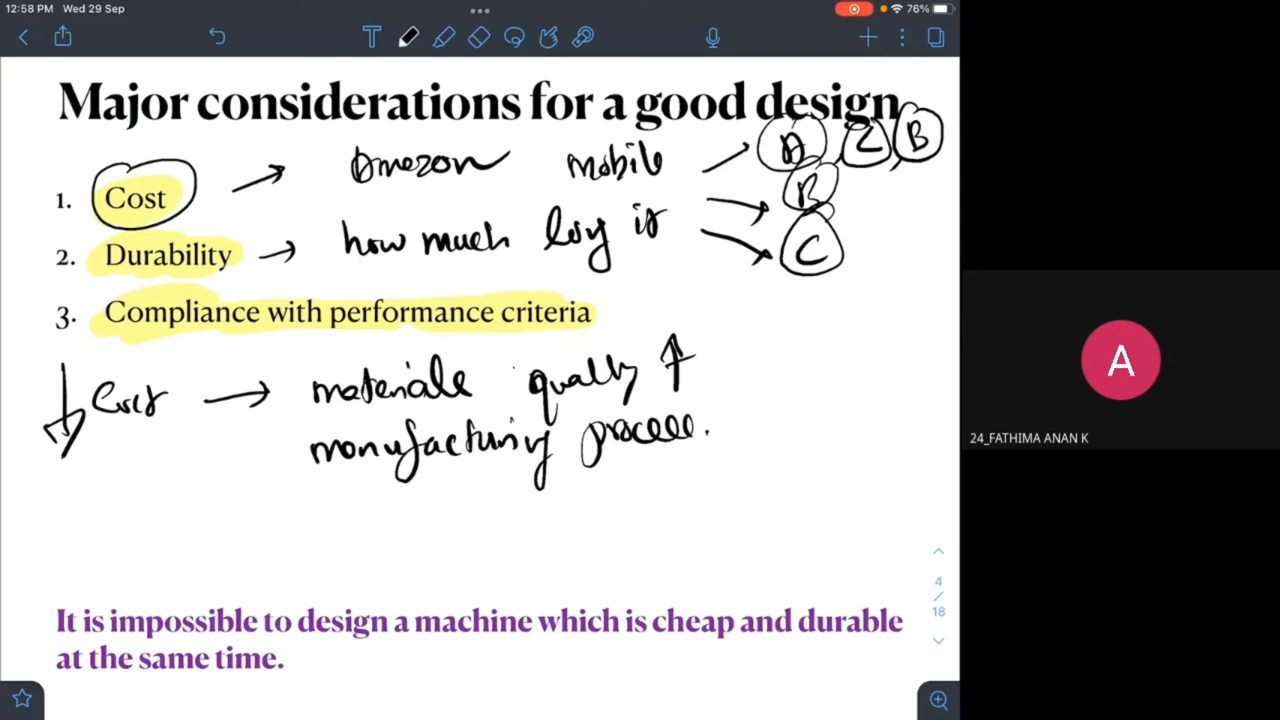 12:58 PM Wed 29 Sep
76%
Major considerations for a good design
1. Cost → Amazon mobile
A
C B
B
2. Durability → how much long it
C
3. Compliance with performance criteria
↓ Cost → materials quality ↑
manufacturing process.
A
24_FATHIMA ANAN K
4
/
18
It is impossible to design a machine which is cheap and durable
at the same time.